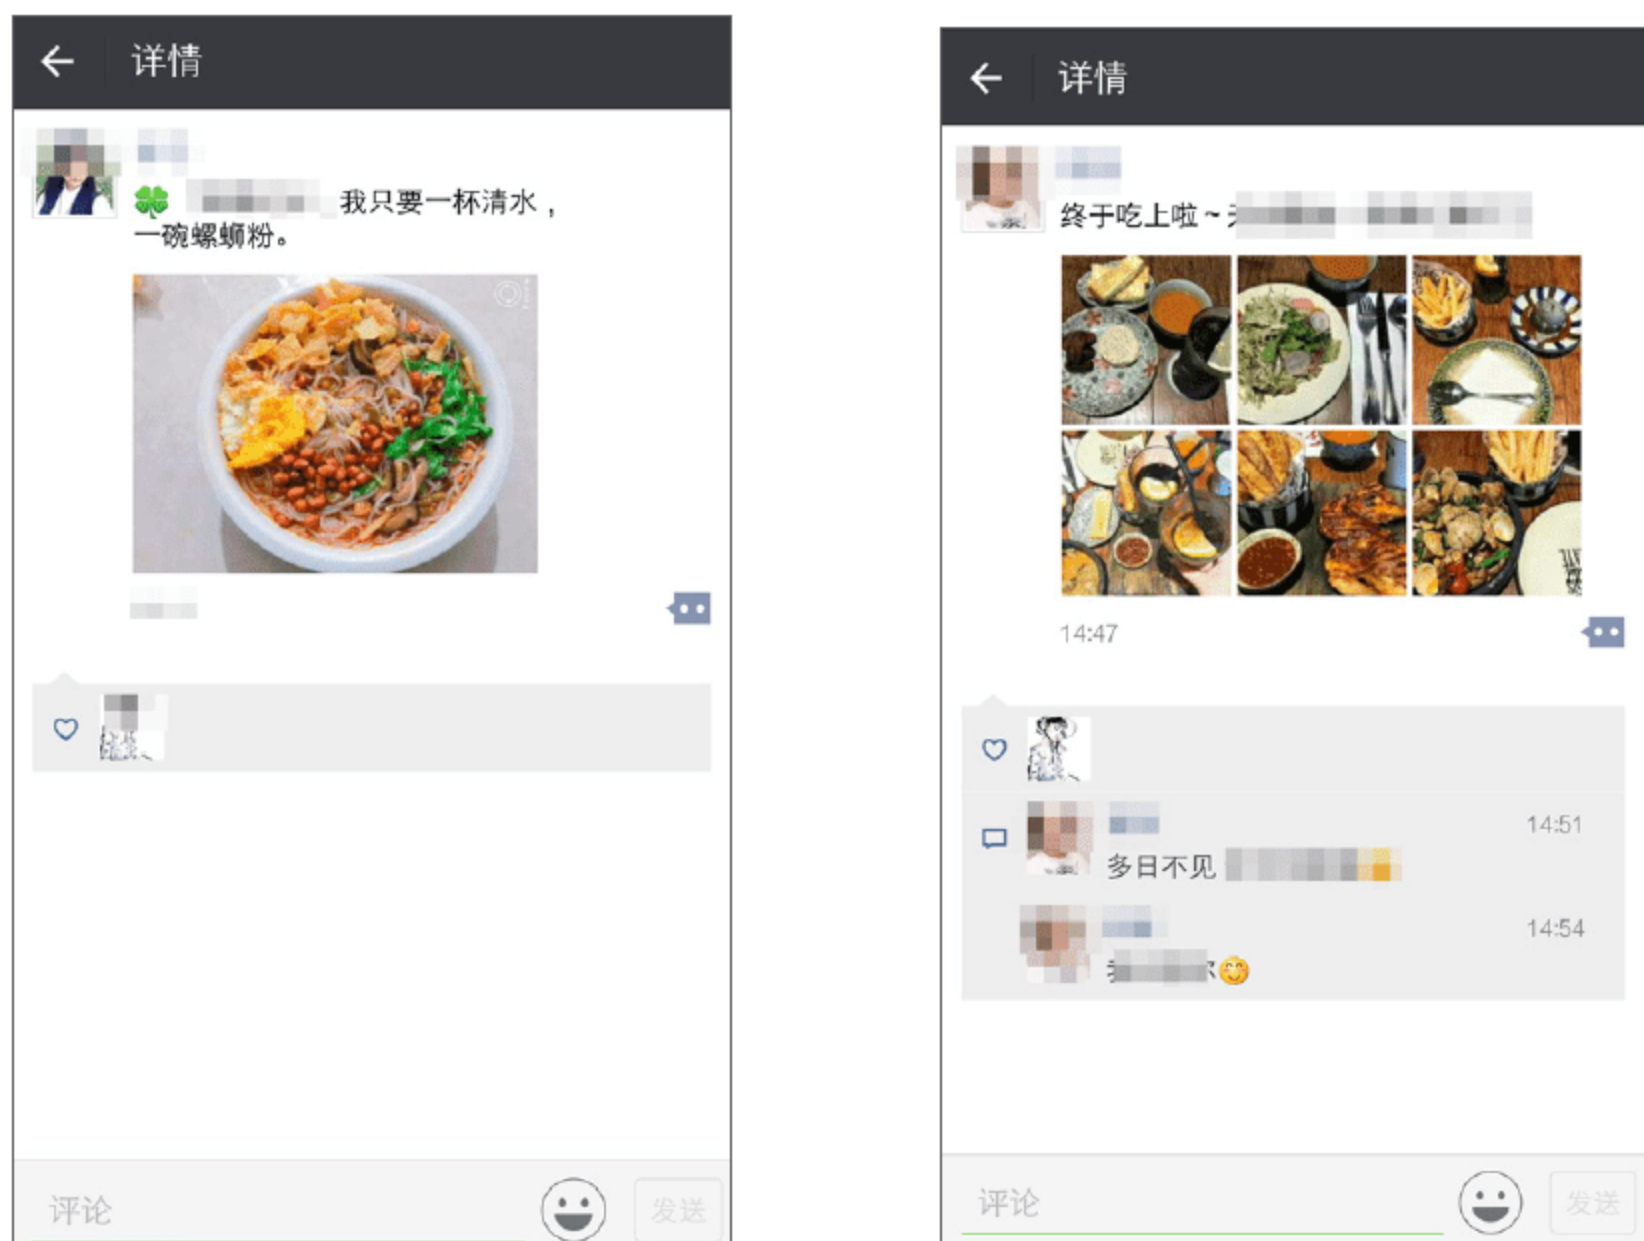 详情
我只要一杯清水，
一碗螺蛳粉。
评论
发送
详情
终于吃上啦~
14:47
14:51
多日不见
14:54
你
评论
发送